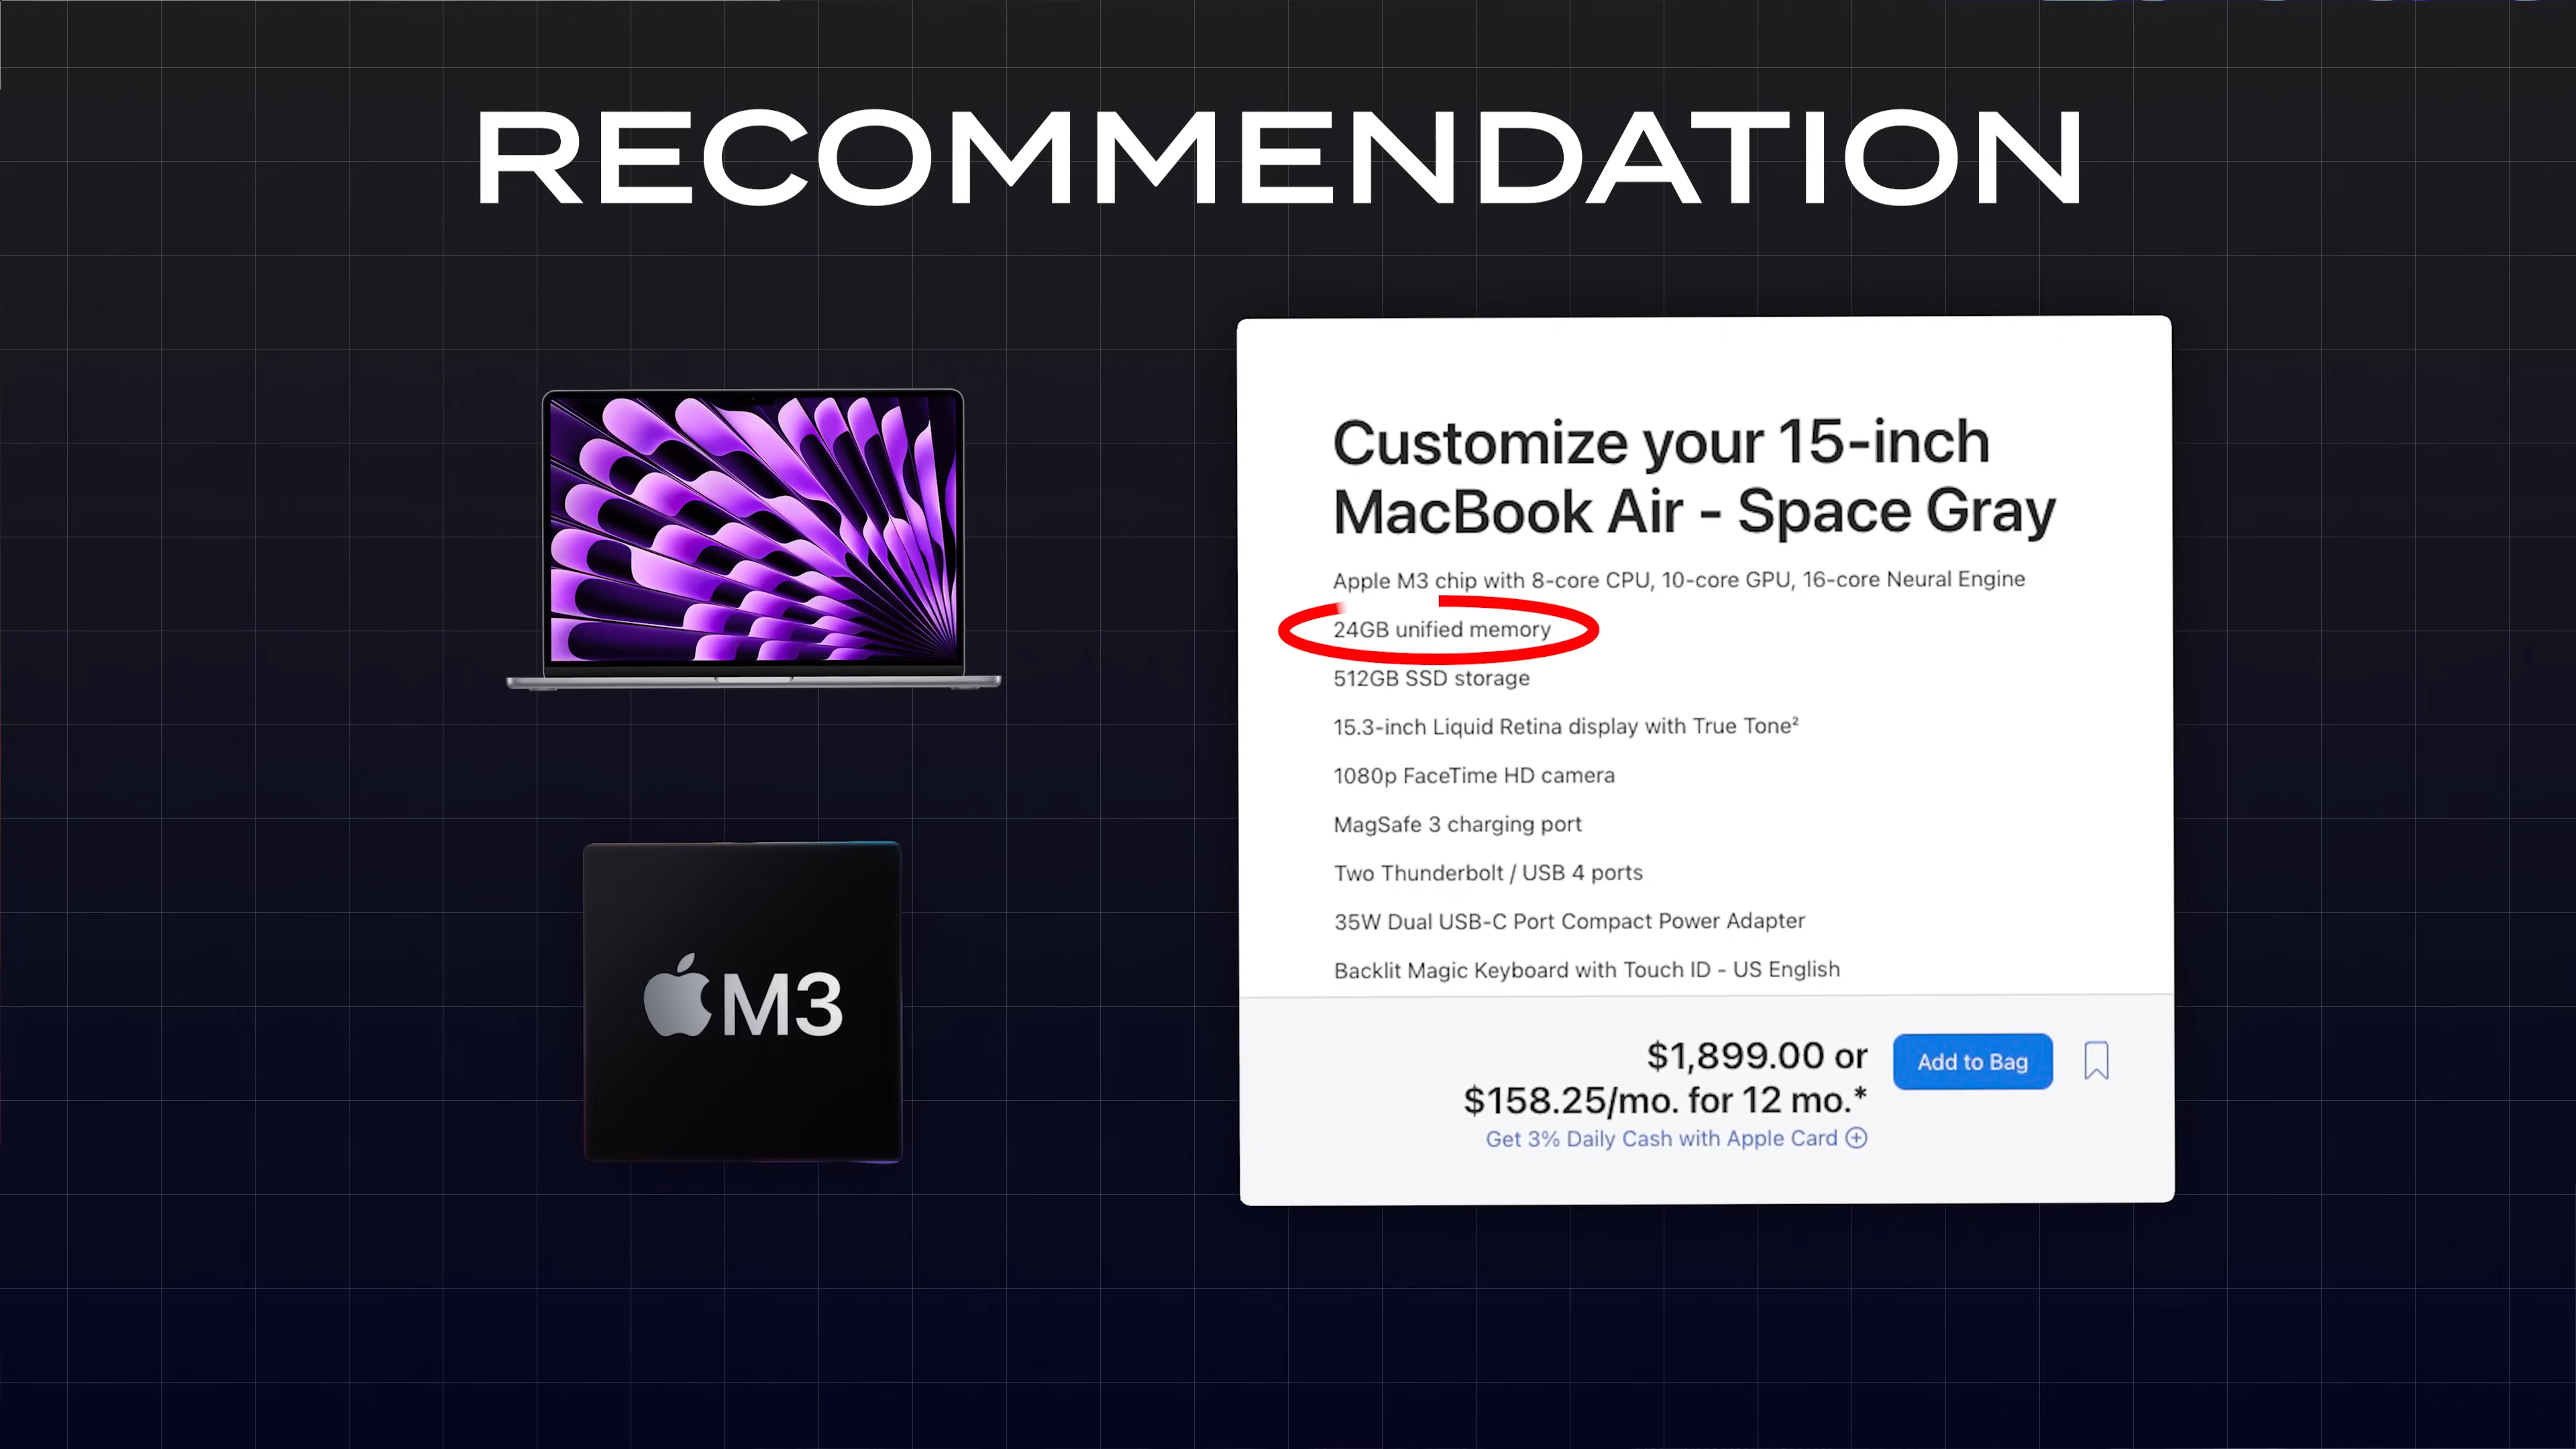 RECOMMENDATION
Customize your 15-inch
MacBook Air - Space Gray
Apple M3 chip with 8-core CPU, 10-core GPU, 16-core Neural Engine
24GB unified memory
512GB SSD storage
15.3-inch Liquid Retina display with True Tone²
1080p FaceTime HD camera
MagSafe 3 charging port
Two Thunderbolt / USB 4 ports
35W Dual USB-C Port Compact Power Adapter
Backlit Magic Keyboard with Touch ID - US English
$1,899.00 or
$158.25/mo. for 12 mo.*
Get 3% Daily Cash with Apple Card
Add to Bag
M3